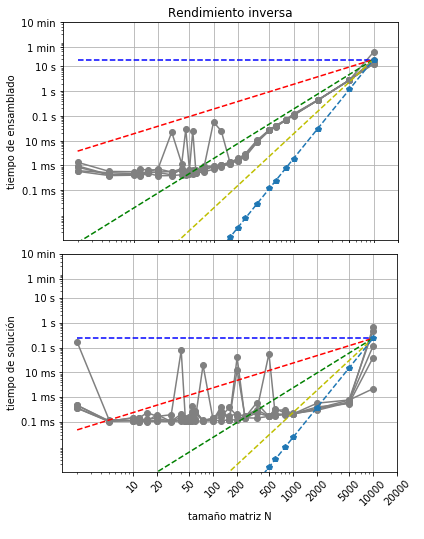 Rendimiento inversa
tiempo de ensamblado
10 min
1 min
10 s
1 s
0.1 s
10 ms
1 ms
0.1 ms
tiempo de solución
10 min
1 min
10 s
1 s
0.1 s
10 ms
1 ms
0.1 ms
10
20
50
100
200
500
1000
2000
5000
10000
20000
tamaño matriz N